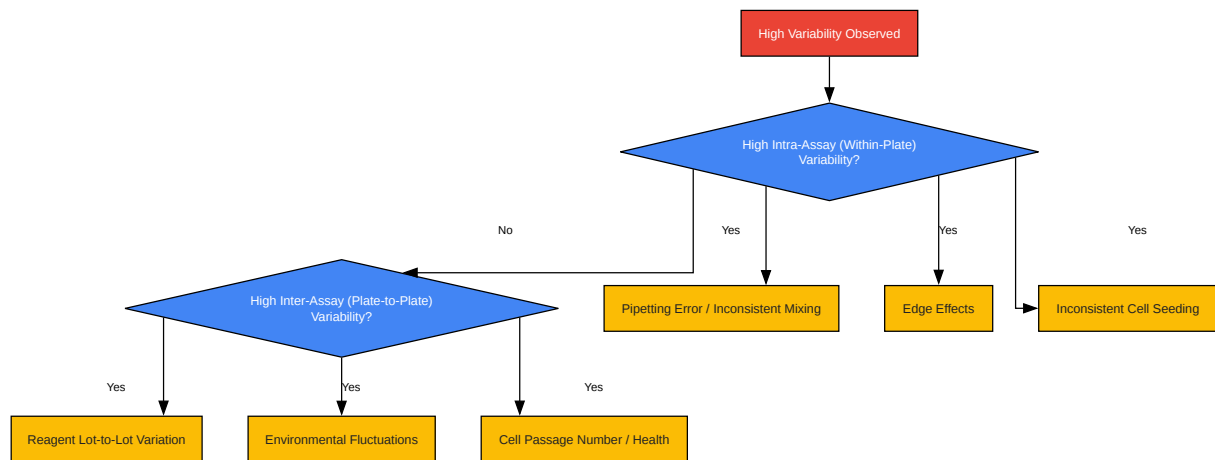 High Variability Observed
High Intra-Assay (Within-Plate)
Variability?
No
Yes
Yes
Yes
High Inter-Assay (Plate-to-Plate)
Variability?
Pipetting Error / Inconsistent Mixing
Edge Effects
Inconsistent Cell Seeding
Yes
Yes
Yes
Reagent Lot-to-Lot Variation
Environmental Fluctuations
Cell Passage Number / Health